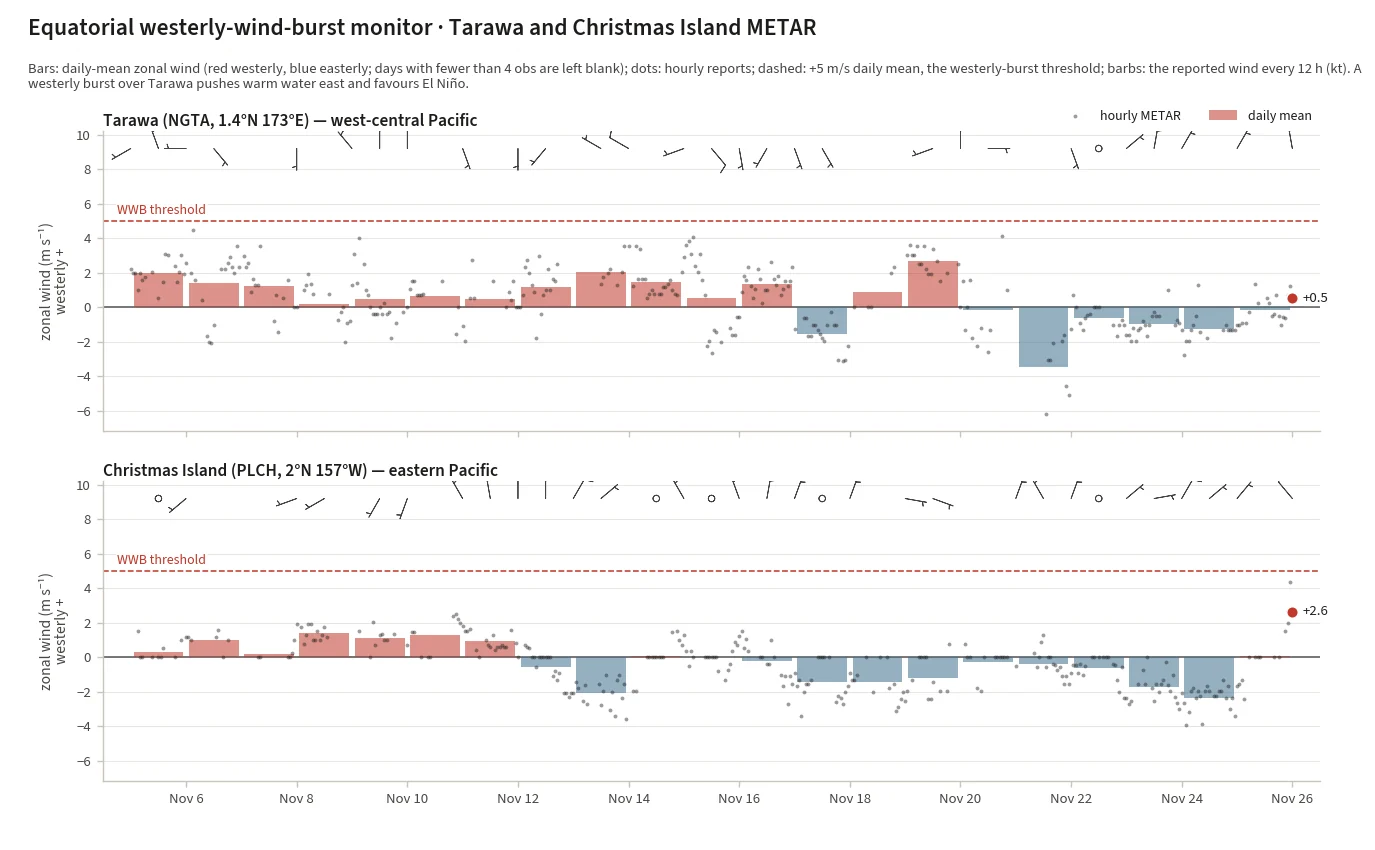 Equatorial westerly-wind-burst monitor · Tarawa and Christmas Island METAR
Bars: daily-mean zonal wind (red westerly, blue easterly; days with fewer than 4 obs are left blank); dots: hourly reports; dashed: +5 m/s daily mean, the westerly-burst threshold; barbs: the reported wind every 12 h (kt). A
westerly burst over Tarawa pushes warm water east and favours El Niño.
Tarawa (NGTA, 1.4°N 173°E) — west-central Pacific
hourly METAR
daily mean
10
8
6
4
2
0
−2
−4
−6
zonal wind (m s⁻¹)
westerly +
WWB threshold
+0.5
Christmas Island (PLCH, 2°N 157°W) — eastern Pacific
10
8
6
4
2
0
−2
−4
−6
zonal wind (m s⁻¹)
westerly +
WWB threshold
+2.6
Nov 6
Nov 8
Nov 10
Nov 12
Nov 14
Nov 16
Nov 18
Nov 20
Nov 22
Nov 24
Nov 26